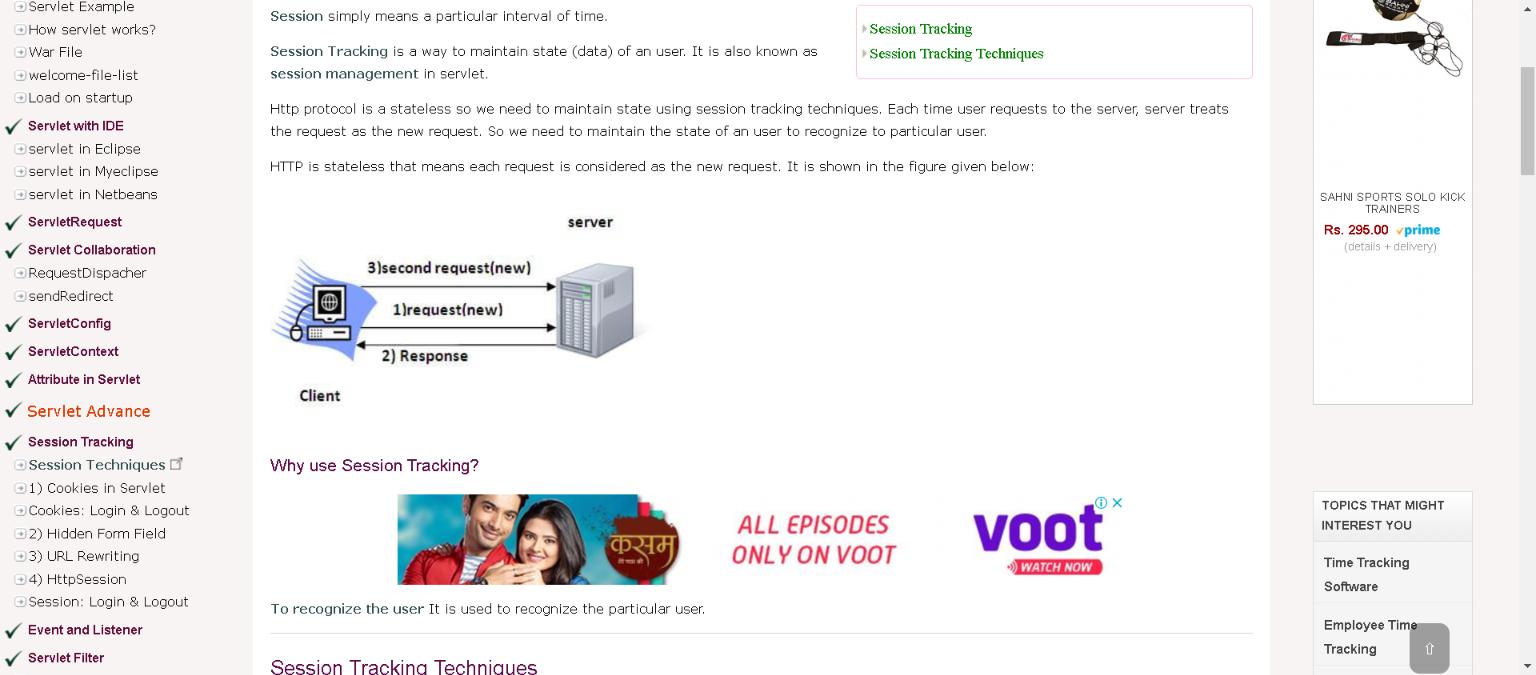 Servlet Example
How servlet works?
War File
welcome-file-list
Load on startup
Servlet with IDE
servlet in Eclipse
servlet in Myeclipse
servlet in Netbeans
ServletRequest
Servlet Collaboration
RequestDispacher
sendRedirect
ServletConfig
ServletContext
Attribute in Servlet
Servlet Advance
Session Tracking
Session Techniques
1) Cookies in Servlet
Cookies: Login & Logout
2) Hidden Form Field
3) URL Rewriting
4) HttpSession
Session: Login & Logout
Event and Listener
Servlet Filter
Session simply means a particular interval of time.
Session Tracking is a way to maintain state (data) of an user. It is also known as
session management in servlet.
Session Tracking
Session Tracking Techniques
Http protocol is a stateless so we need to maintain state using session tracking techniques. Each time user requests to the server, server treats
the request as the new request. So we need to maintain the state of an user to recognize to particular user.
HTTP is stateless that means each request is considered as the new request. It is shown in the figure given below:
server
3)second request(new)
1)request(new)
2) Response
Client
Why use Session Tracking?
कसम
ALL EPISODES
ONLY ON VOOT
voot
WATCH NOW
To recognize the user It is used to recognize the particular user.
Session Tracking Techniques
SAHNI SPORTS SOLO KICK
TRAINERS
Rs. 295.00 prime
(details + delivery)
TOPICS THAT MIGHT
INTEREST YOU
Time Tracking
Software
Employee Time
Tracking